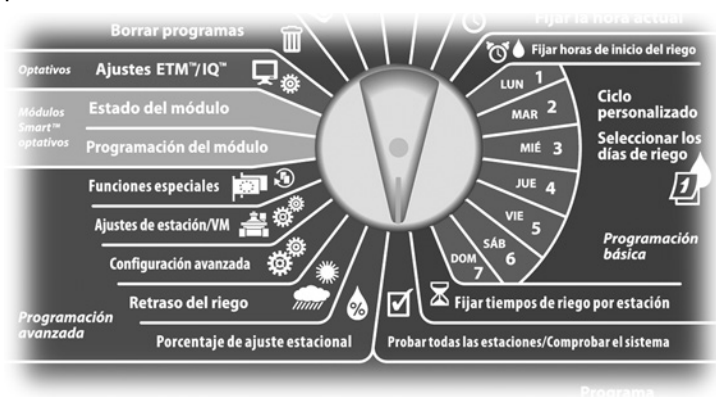 Borrar programas
Fijar la hora actual
Optativos
Ajustes ETM™/IQ™
Fijar horas de inicio del riego
Módulos
Smart™
optativos
Estado del módulo
Programación del módulo
LUN 1
MAR 2
MIÉ 3
JUE 4
VIE 5
SÁB 6
DOM 7
Ciclo
personalizado
Seleccionar los
días de riego
1
Funciones especiales
Ajustes de estación/VM
Configuración avanzada
Retraso del riego
%
Porcentaje de ajuste estacional
Programación
avanzada
Programación
básica
Fijar tiempos de riego por estación
Probar todas las estaciones/Comprobar el sistema
Programa